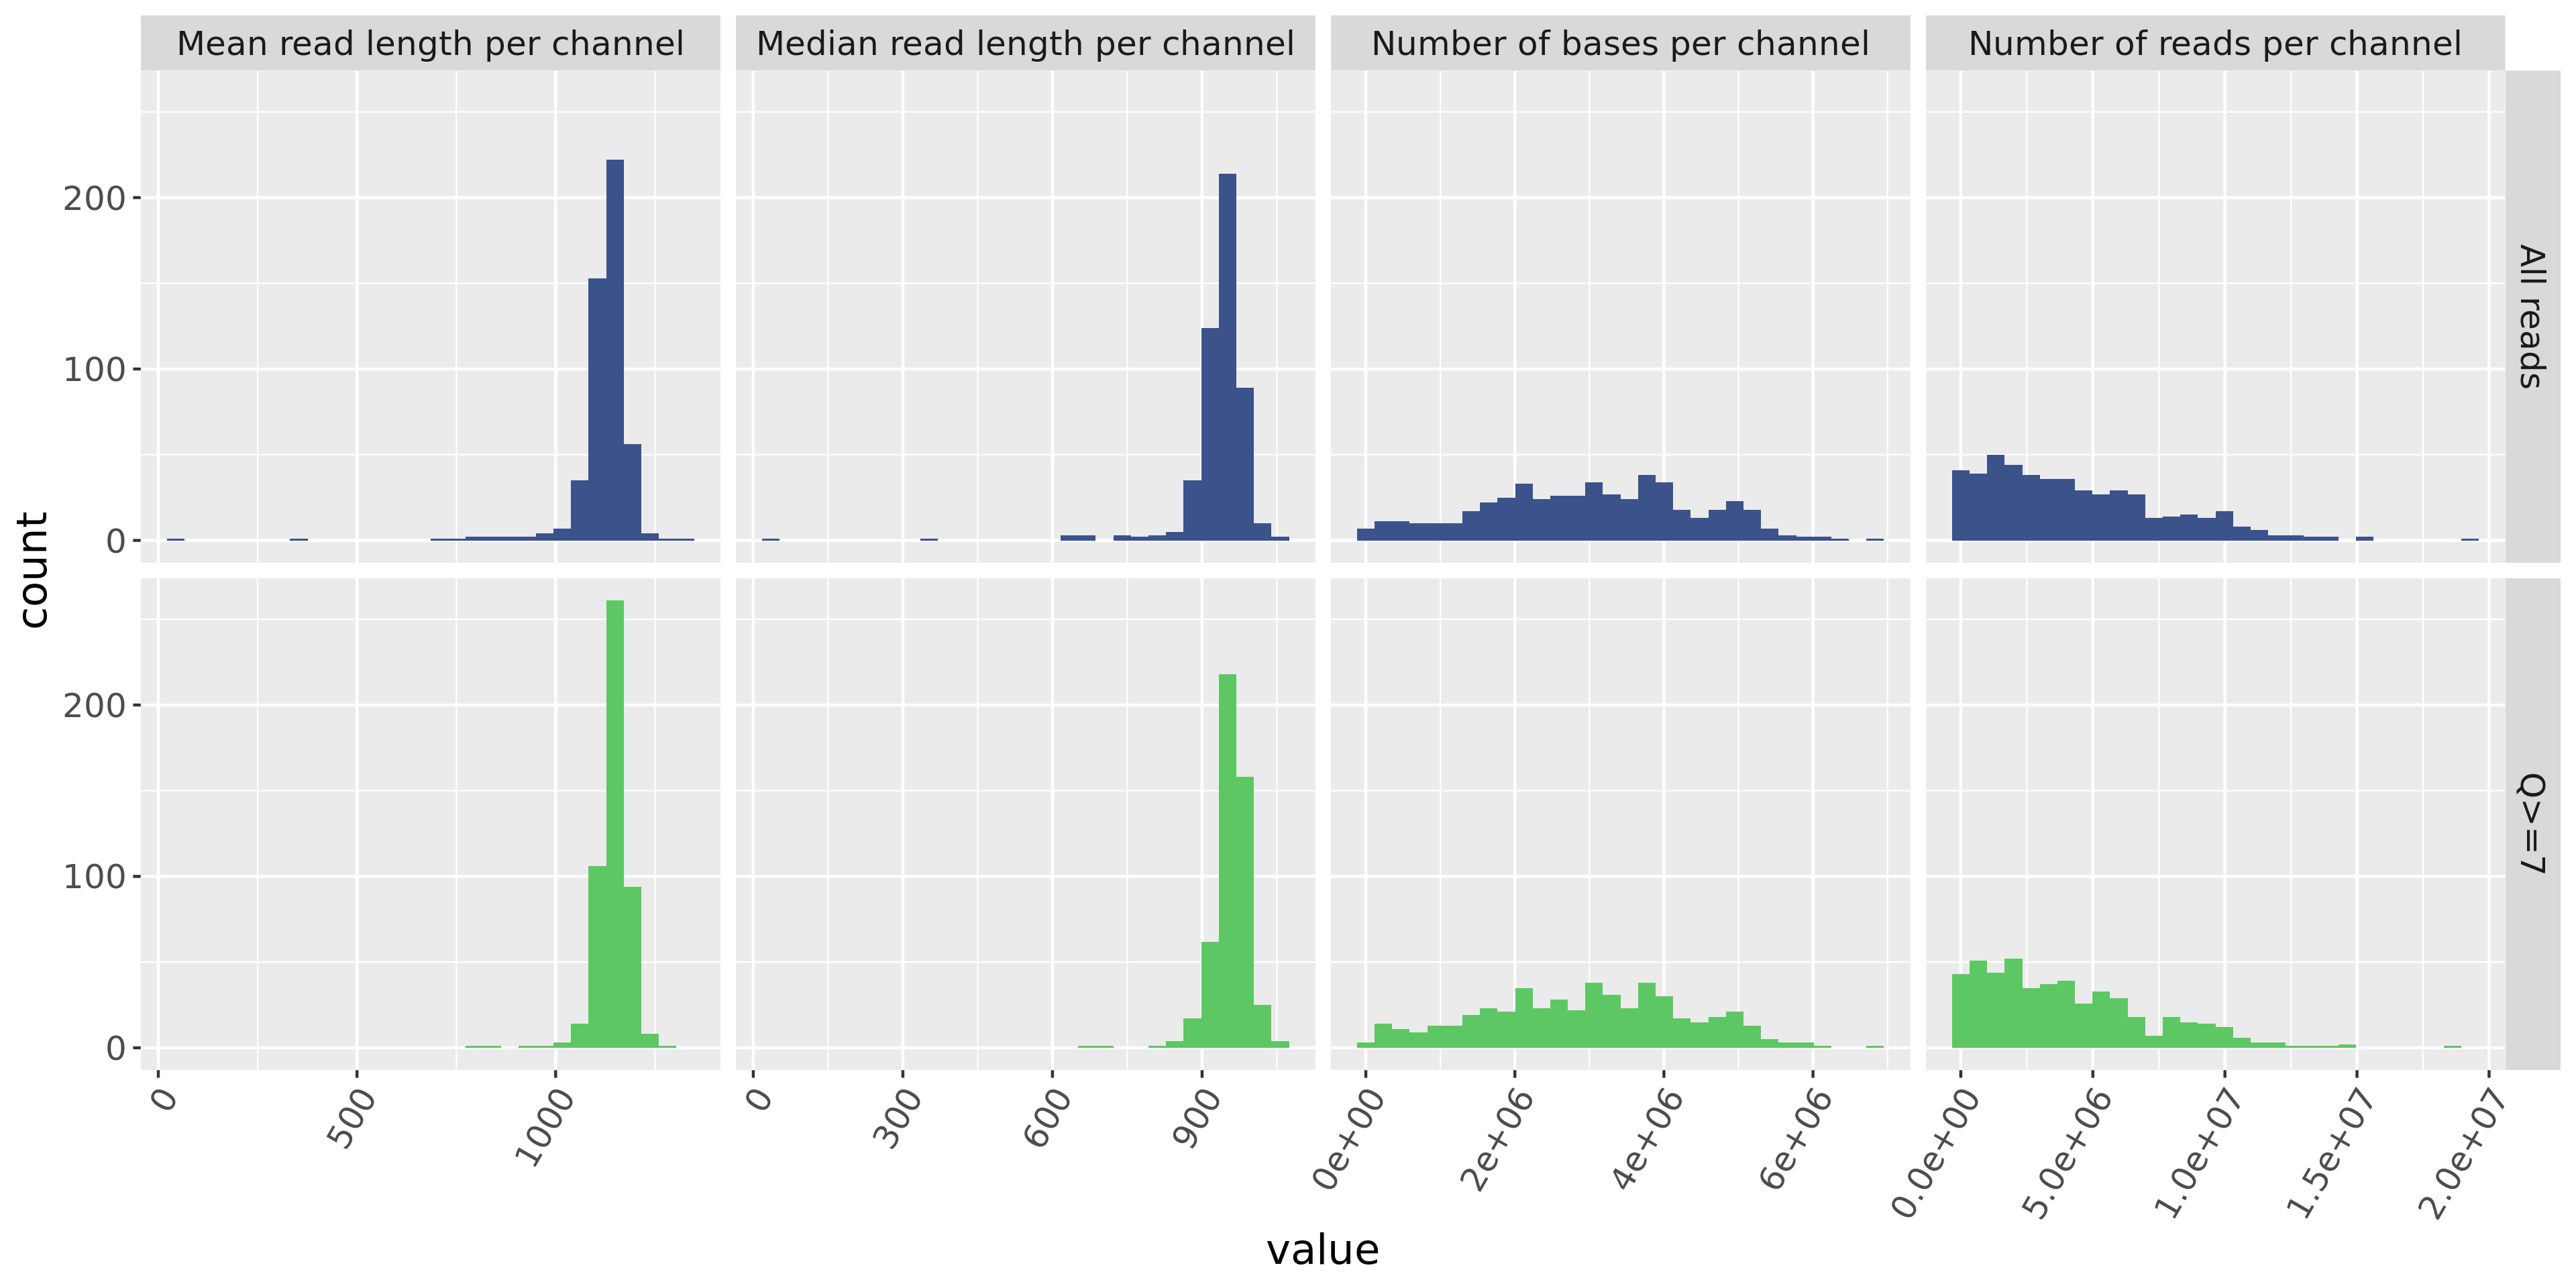 Mean read length per channel
Median read length per channel
Number of bases per channel
Number of reads per channel
200
100
0
All reads
count
200
100
0
Q>=7
0
500
1000
0
300
600
900
0e+00
2e+06
4e+06
6e+06
0.0e+00
5.0e+06
1.0e+07
1.5e+07
2.0e+07
value